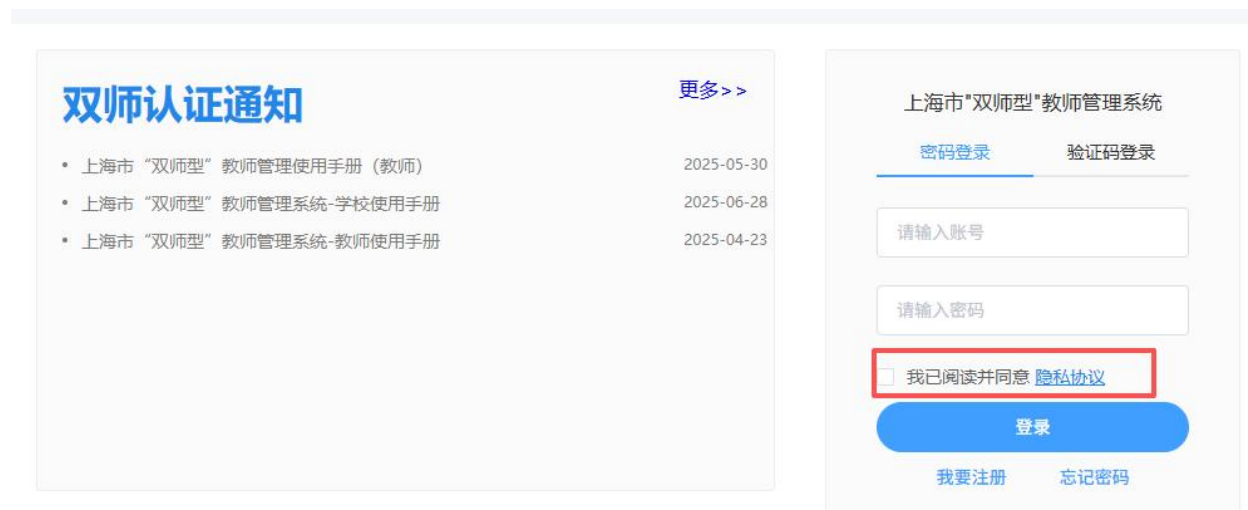 双师认证通知
更多>>
• 上海市“双师型”教师管理使用手册（教师） 2025-05-30
• 上海市“双师型”教师管理系统-学校使用手册 2025-06-28
• 上海市“双师型”教师管理系统-教师使用手册 2025-04-23
上海市"双师型"教师管理系统
密码登录 验证码登录
请输入账号
请输入密码
我已阅读并同意 隐私协议
登录
我要注册 忘记密码